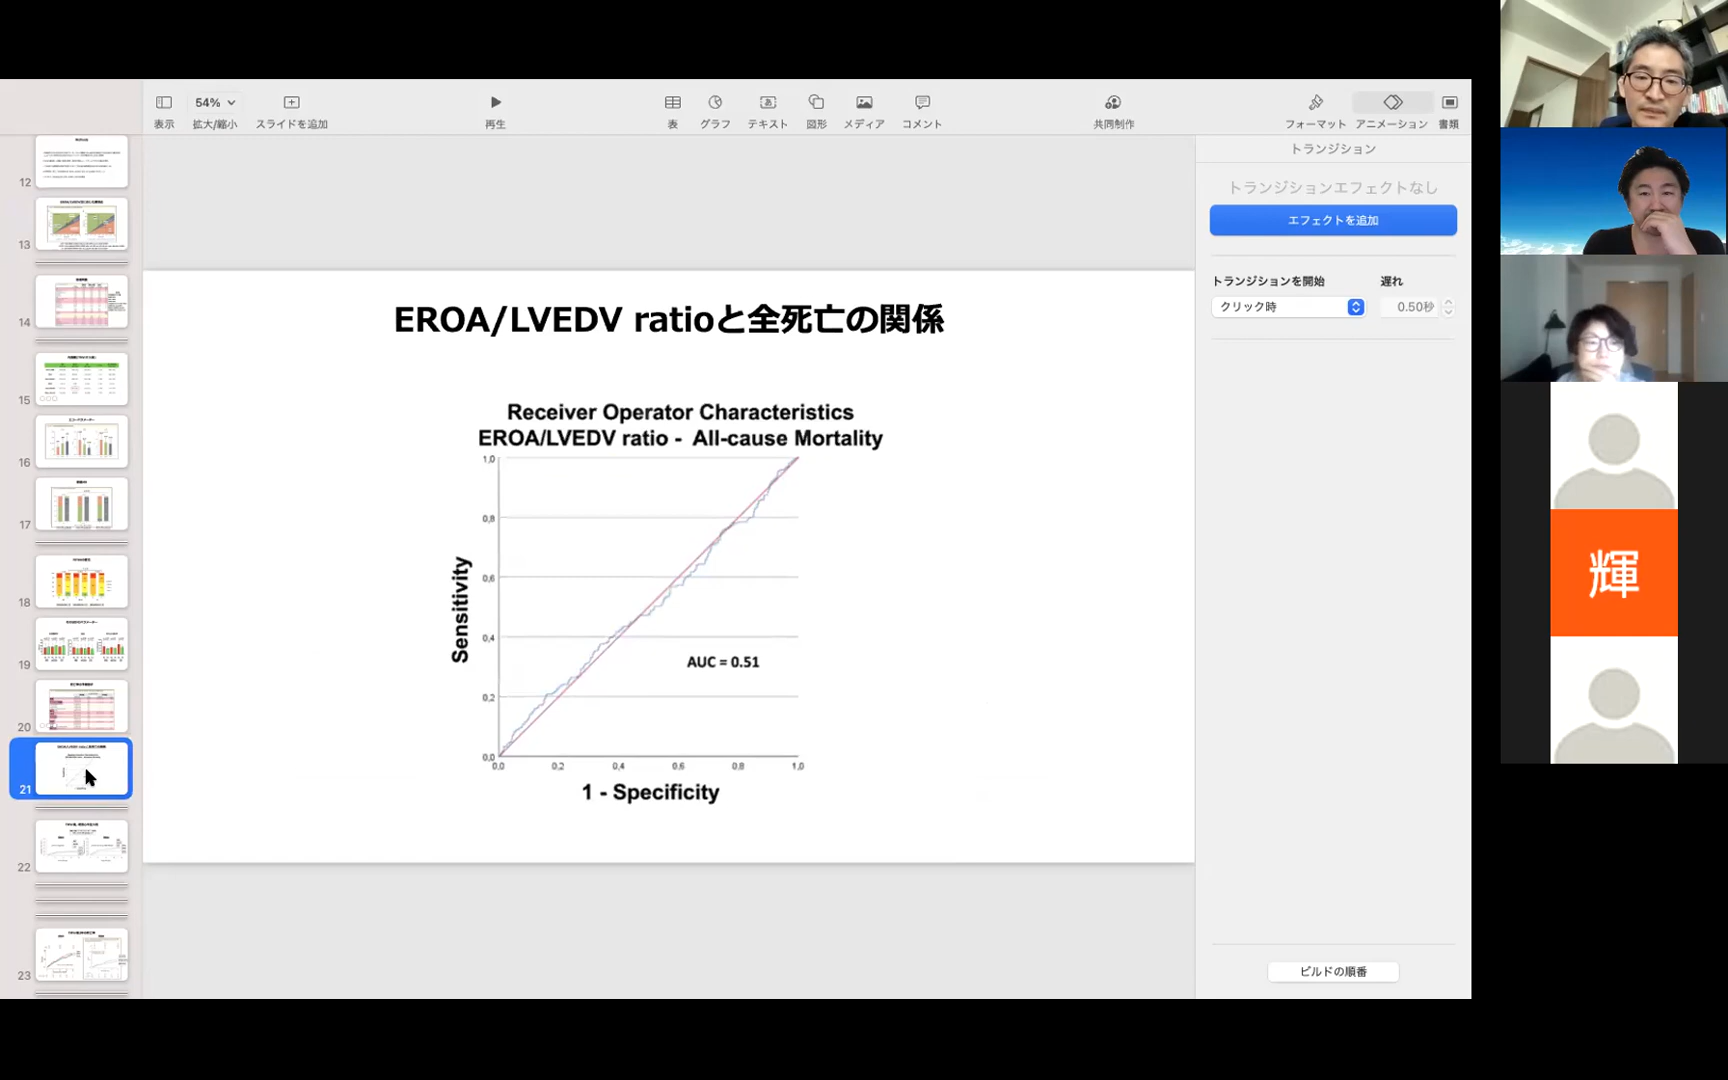 54%
表示
拡大/縮小
スライドを追加
再生
表
グラフ
テキスト
図形
メディア
コメント
共同制作
フォーマット
アニメーション
書類
トランジション
トランジションエフェクトなし
エフェクトを追加
トランジションを開始
遅れ
クリック時
0.50秒
ビルドの順番
12
13
14
15
16
17
18
19
20
21
22
23
EROA/LVEDV ratioと全死亡の関係
Receiver Operator Characteristics
EROA/LVEDV ratio - All-cause Mortality
1,0
0,8
0,6
0,4
0,2
0,0
Sensitivity
AUC = 0.51
0,0 0,2 0,4 0,6 0,8 1,0
1 - Specificity
輝